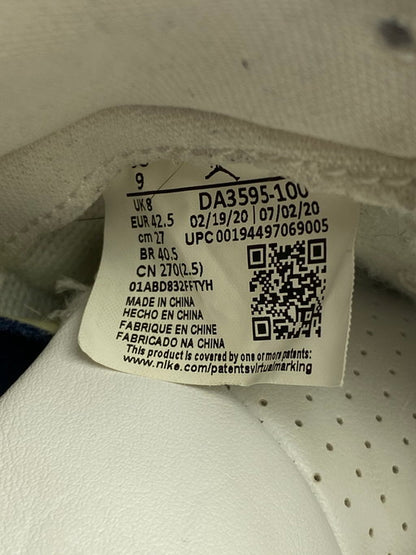 9
UK 8
DA3595-100
EUR 42.5
02/19/20 | 07/02/20
cm 27
UPC 00194497069005
BR 40.5
CN 270(2.5)
01ABD832FFTYH
MADE IN CHINA
HECHO EN CHINA
FABRIQUE EN CHINE
FABRICADO NA CHINA
This product is covered by one or more patents:
www.nike.com/patentsvirtualmarking